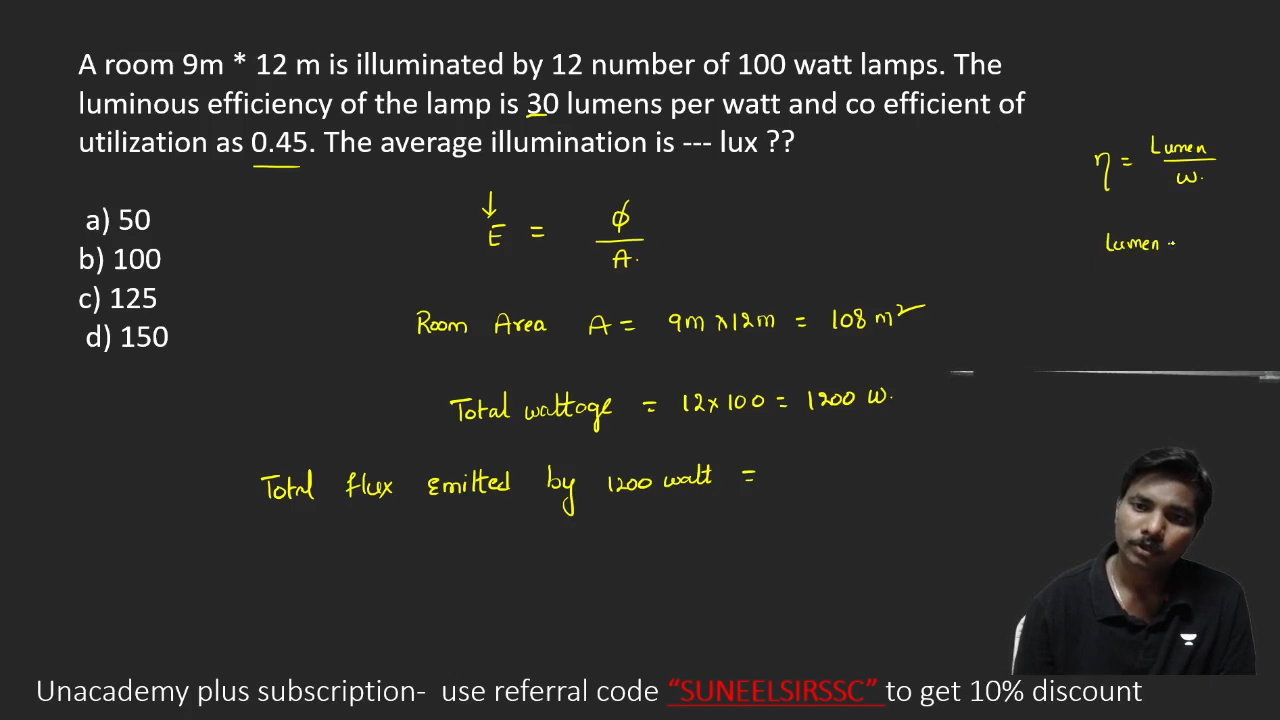 A room 9m * 12 m is illuminated by 12 number of 100 watt lamps. The
luminous efficiency of the lamp is 30 lumens per watt and co efficient of
utilization as 0.45. The average illumination is --- lux ??
η = Lumen / W.
a) 50
E = φ / A.
Lumen
b) 100
c) 125
Room Area A = 9m x 12m = 108 m²
d) 150
Total wattage = 12 x 100 = 1200 W.
Total flux emitted by 1200 watt =
Unacademy plus subscription- use referral code “SUNEELSIRSSC” to get 10% discount